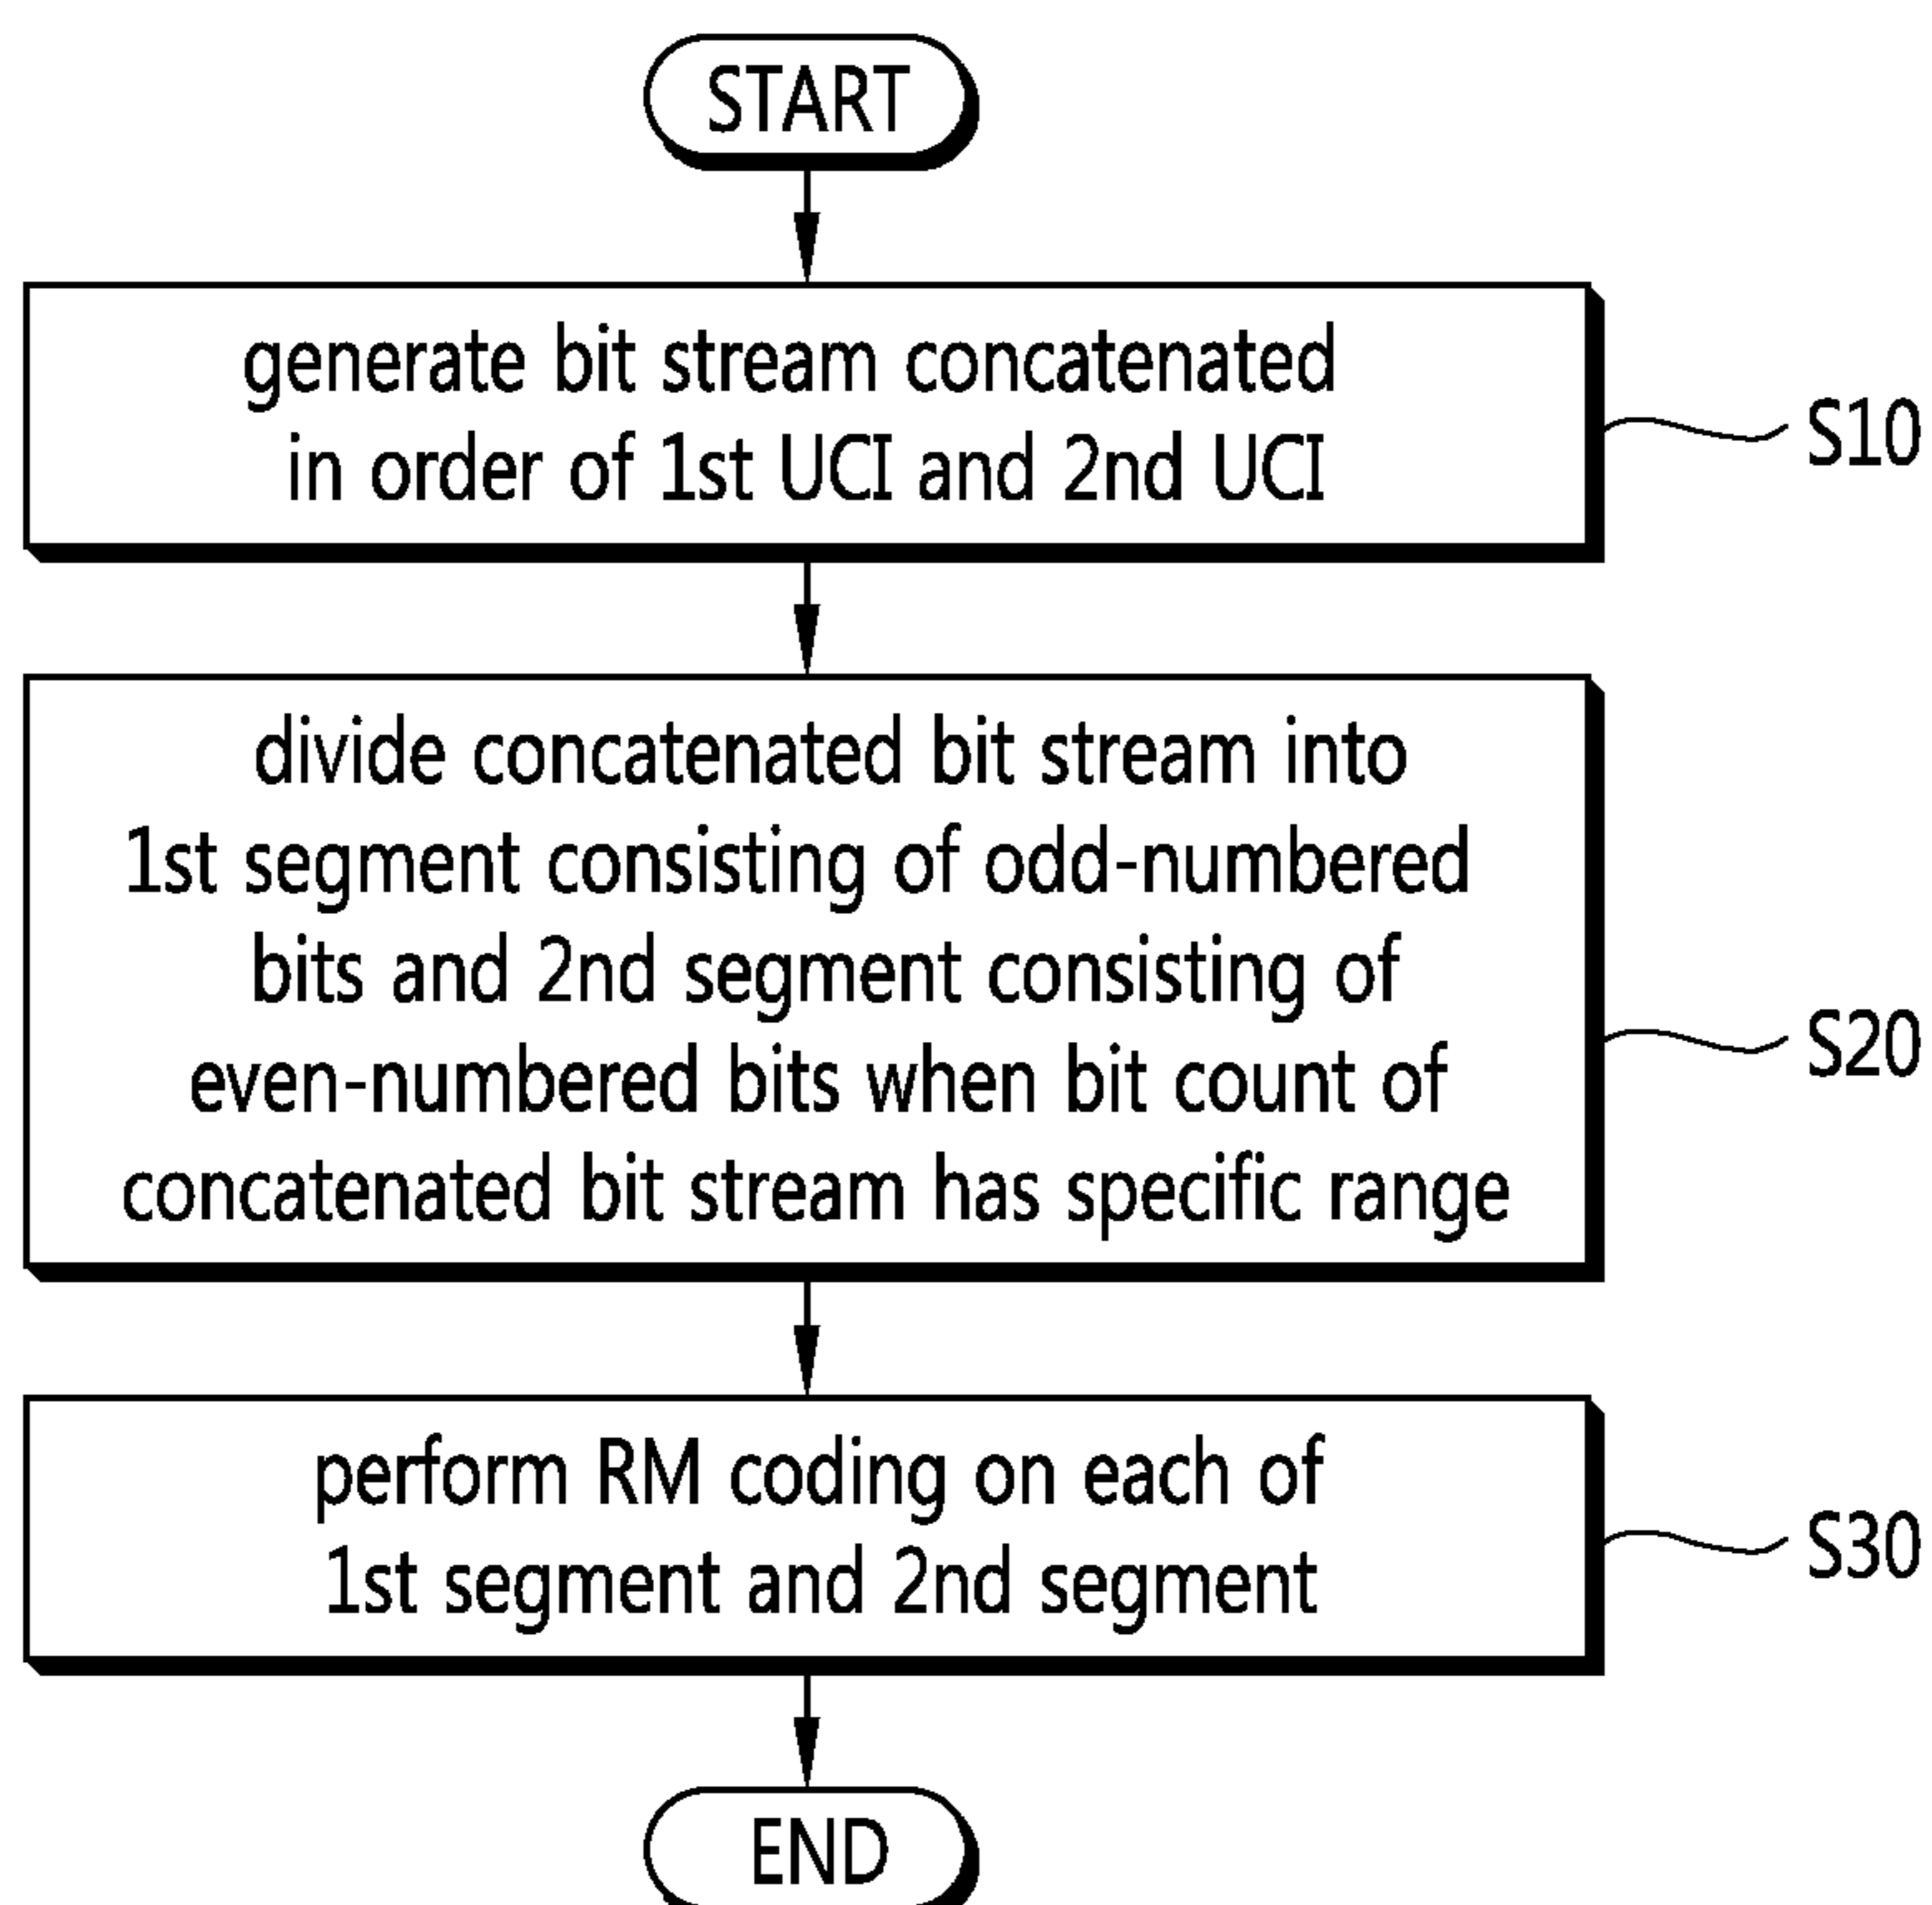 START
generate bit stream concatenated
in order of 1st UCI and 2nd UCI
S10
divide concatenated bit stream into
1st segment consisting of odd-numbered
bits and 2nd segment consisting of
even-numbered bits when bit count of
concatenated bit stream has specific range
S20
perform RM coding on each of
1st segment and 2nd segment
S30
END